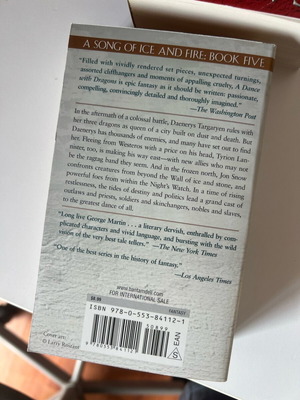 A SONG OF ICE AND FIRE: BOOK FIVE
"Filled with vividly rendered set pieces, unexpected turnings,
assorted cliffhangers and moments of appalling cruelty, A Dance
with Dragons is epic fantasy as it should be written: passionate,
compelling, convincingly detailed and thoroughly imagined."
—The Washington Post
In the aftermath of a colossal battle, Daenerys Targaryen rules with
her three dragons as queen of a city built on dust and death. But
Daenerys has thousands of enemies, and many have set out to find
her. Fleeing from Westeros with a price on his head, Tyrion Lan-
nister, too, is making his way east—with new allies who may not
be the ragtag band they seem. And in the frozen north, Jon Snow
confronts creatures from beyond the Wall of ice and stone, and
powerful foes from within the Night's Watch. In a time of rising
restlessness, the tides of destiny and politics lead a grand cast of
outlaws and priests, soldiers and skinchangers, nobles and slaves,
to the greatest dance of all.
"Long live George Martin . . . a literary dervish, enthralled by com-
plicated characters and vivid language, and bursting with the wild
vision of the very best tale tellers." —The New York Times
"One of the best series in the history of fantasy."
—Los Angeles Times
www.bantamdell.com
FOR INTERNATIONAL SALE
$8.99
FANTASY
ISBN 978-0-553-84112-1
50899
9 780553 841121
S EAN
Cover art:
© Larry Rostant